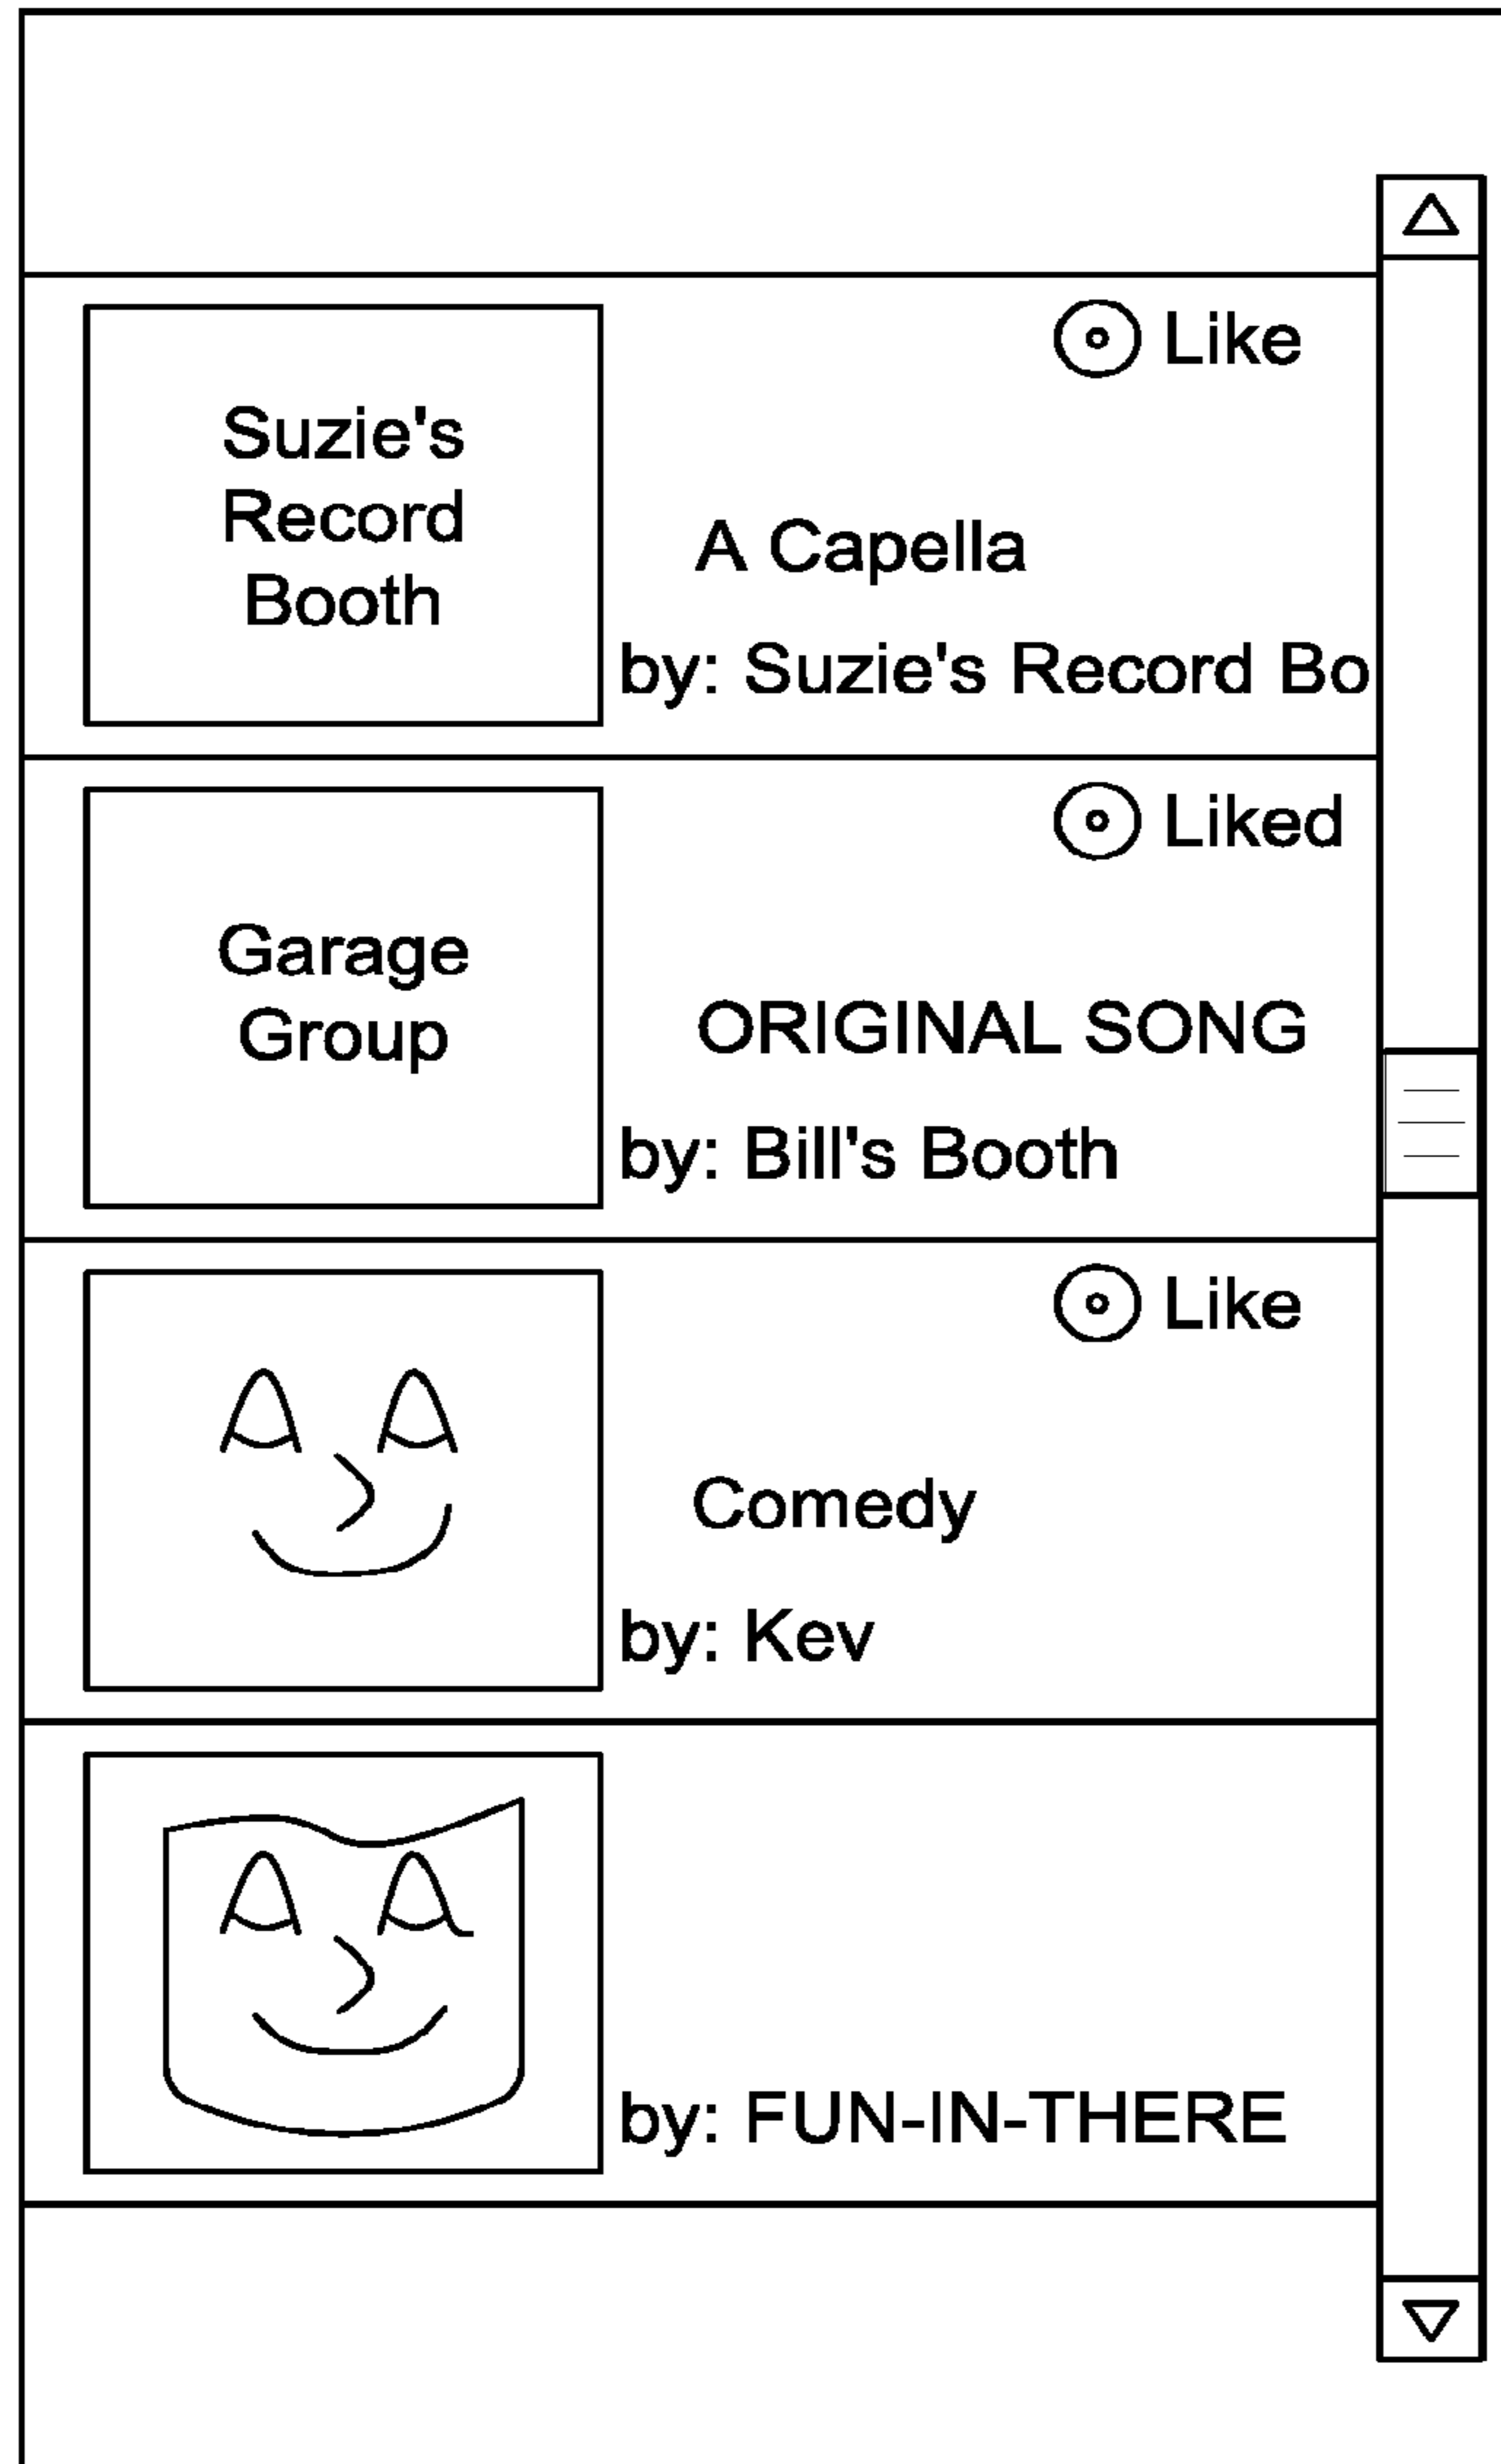 Like
Suzie's
Record
Booth
A Capella
by: Suzie's Record Bo
Liked
Garage
Group
ORIGINAL SONG
by: Bill's Booth
Like
Comedy
by: Kev
by: FUN-IN-THERE